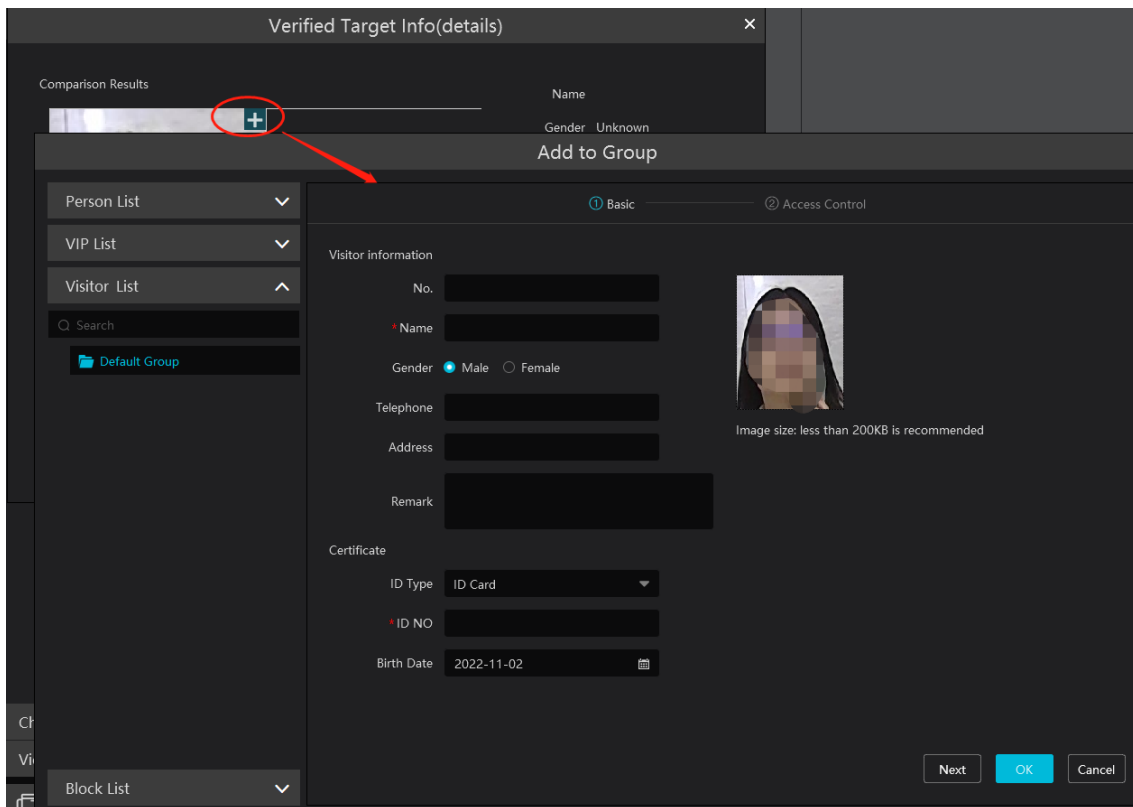 Verified Target Info(details)
Comparison Results
Name
Gender Unknown
Add to Group
Person List
VIP List
Visitor List
Search
Default Group
Block List
① Basic
② Access Control
Visitor information
No.
*Name
Gender Male Female
Telephone
Address
Remark
Image size: less than 200KB is recommended
Certificate
ID Type ID Card
*ID NO
Birth Date 2022-11-02
Next OK Cancel